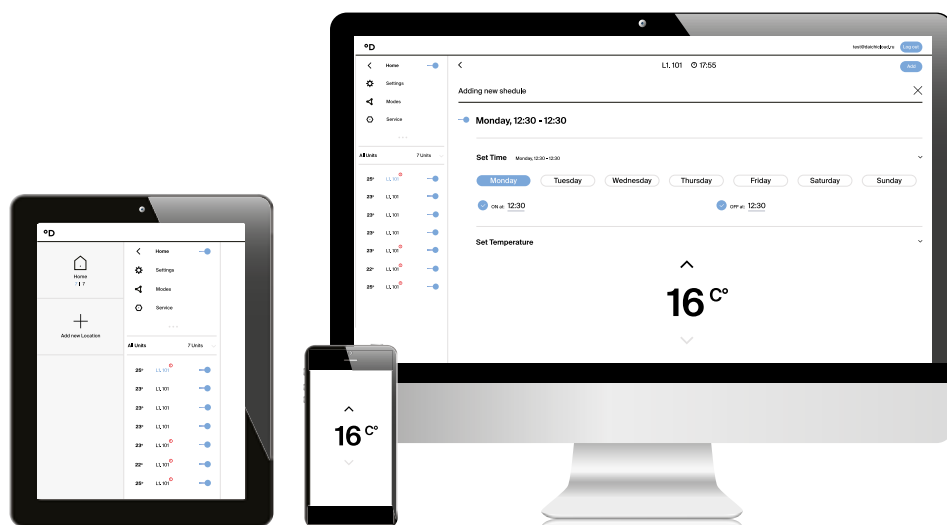 °D
test@daichicloud,ru
Log out
Home
L1. 101
17:55
Add
Settings
Modes
Service
Adding new shedule
Monday, 12:30 - 12:30
All Units
7 Units
Set Time
Monday, 12:30 - 12:30
Monday
Tuesday
Wednesday
Thursday
Friday
Saturday
Sunday
ON at: 12:30
OFF at: 12:30
25° L1, 101
23° L1, 101
23° L1, 101
23° L1, 101
23° L1, 101
22° L1, 101
25° L1, 101
Set Temperature
16 C°
°D
Home
1 | 7
Add new Location
Home
Settings
Modes
Service
All Units
7 Units
25° L1, 101
23° L1, 101
23° L1, 101
23° L1, 101
23° L1, 101
22° L1, 101
25° L1, 101
16 C°